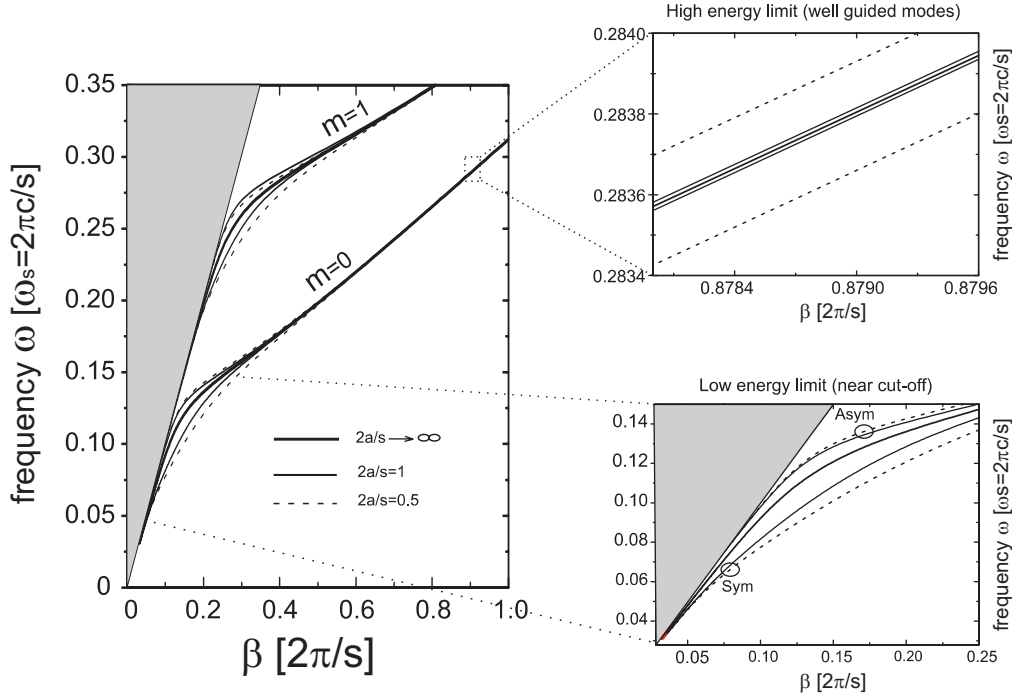 frequency ω [ωs=2πc/s]
0.35
0.30
0.25
0.20
0.15
0.10
0.05
0
m=1
m=0
2a/s → ∞
2a/s=1
2a/s=0.5
0 0.2 0.4 0.6 0.8 1.0
β [2π/s]
High energy limit (well guided modes)
0.2840
0.2838
0.2836
0.2834
0.8784 0.8790 0.8796
β [2π/s]
frequency ω [ωs=2πc/s]
Low energy limit (near cut-off)
0.14
0.12
0.10
0.08
0.06
0.04
Asym
Sym
0.05 0.10 0.15 0.20 0.25
β [2π/s]
frequency ω [ωs=2πc/s]